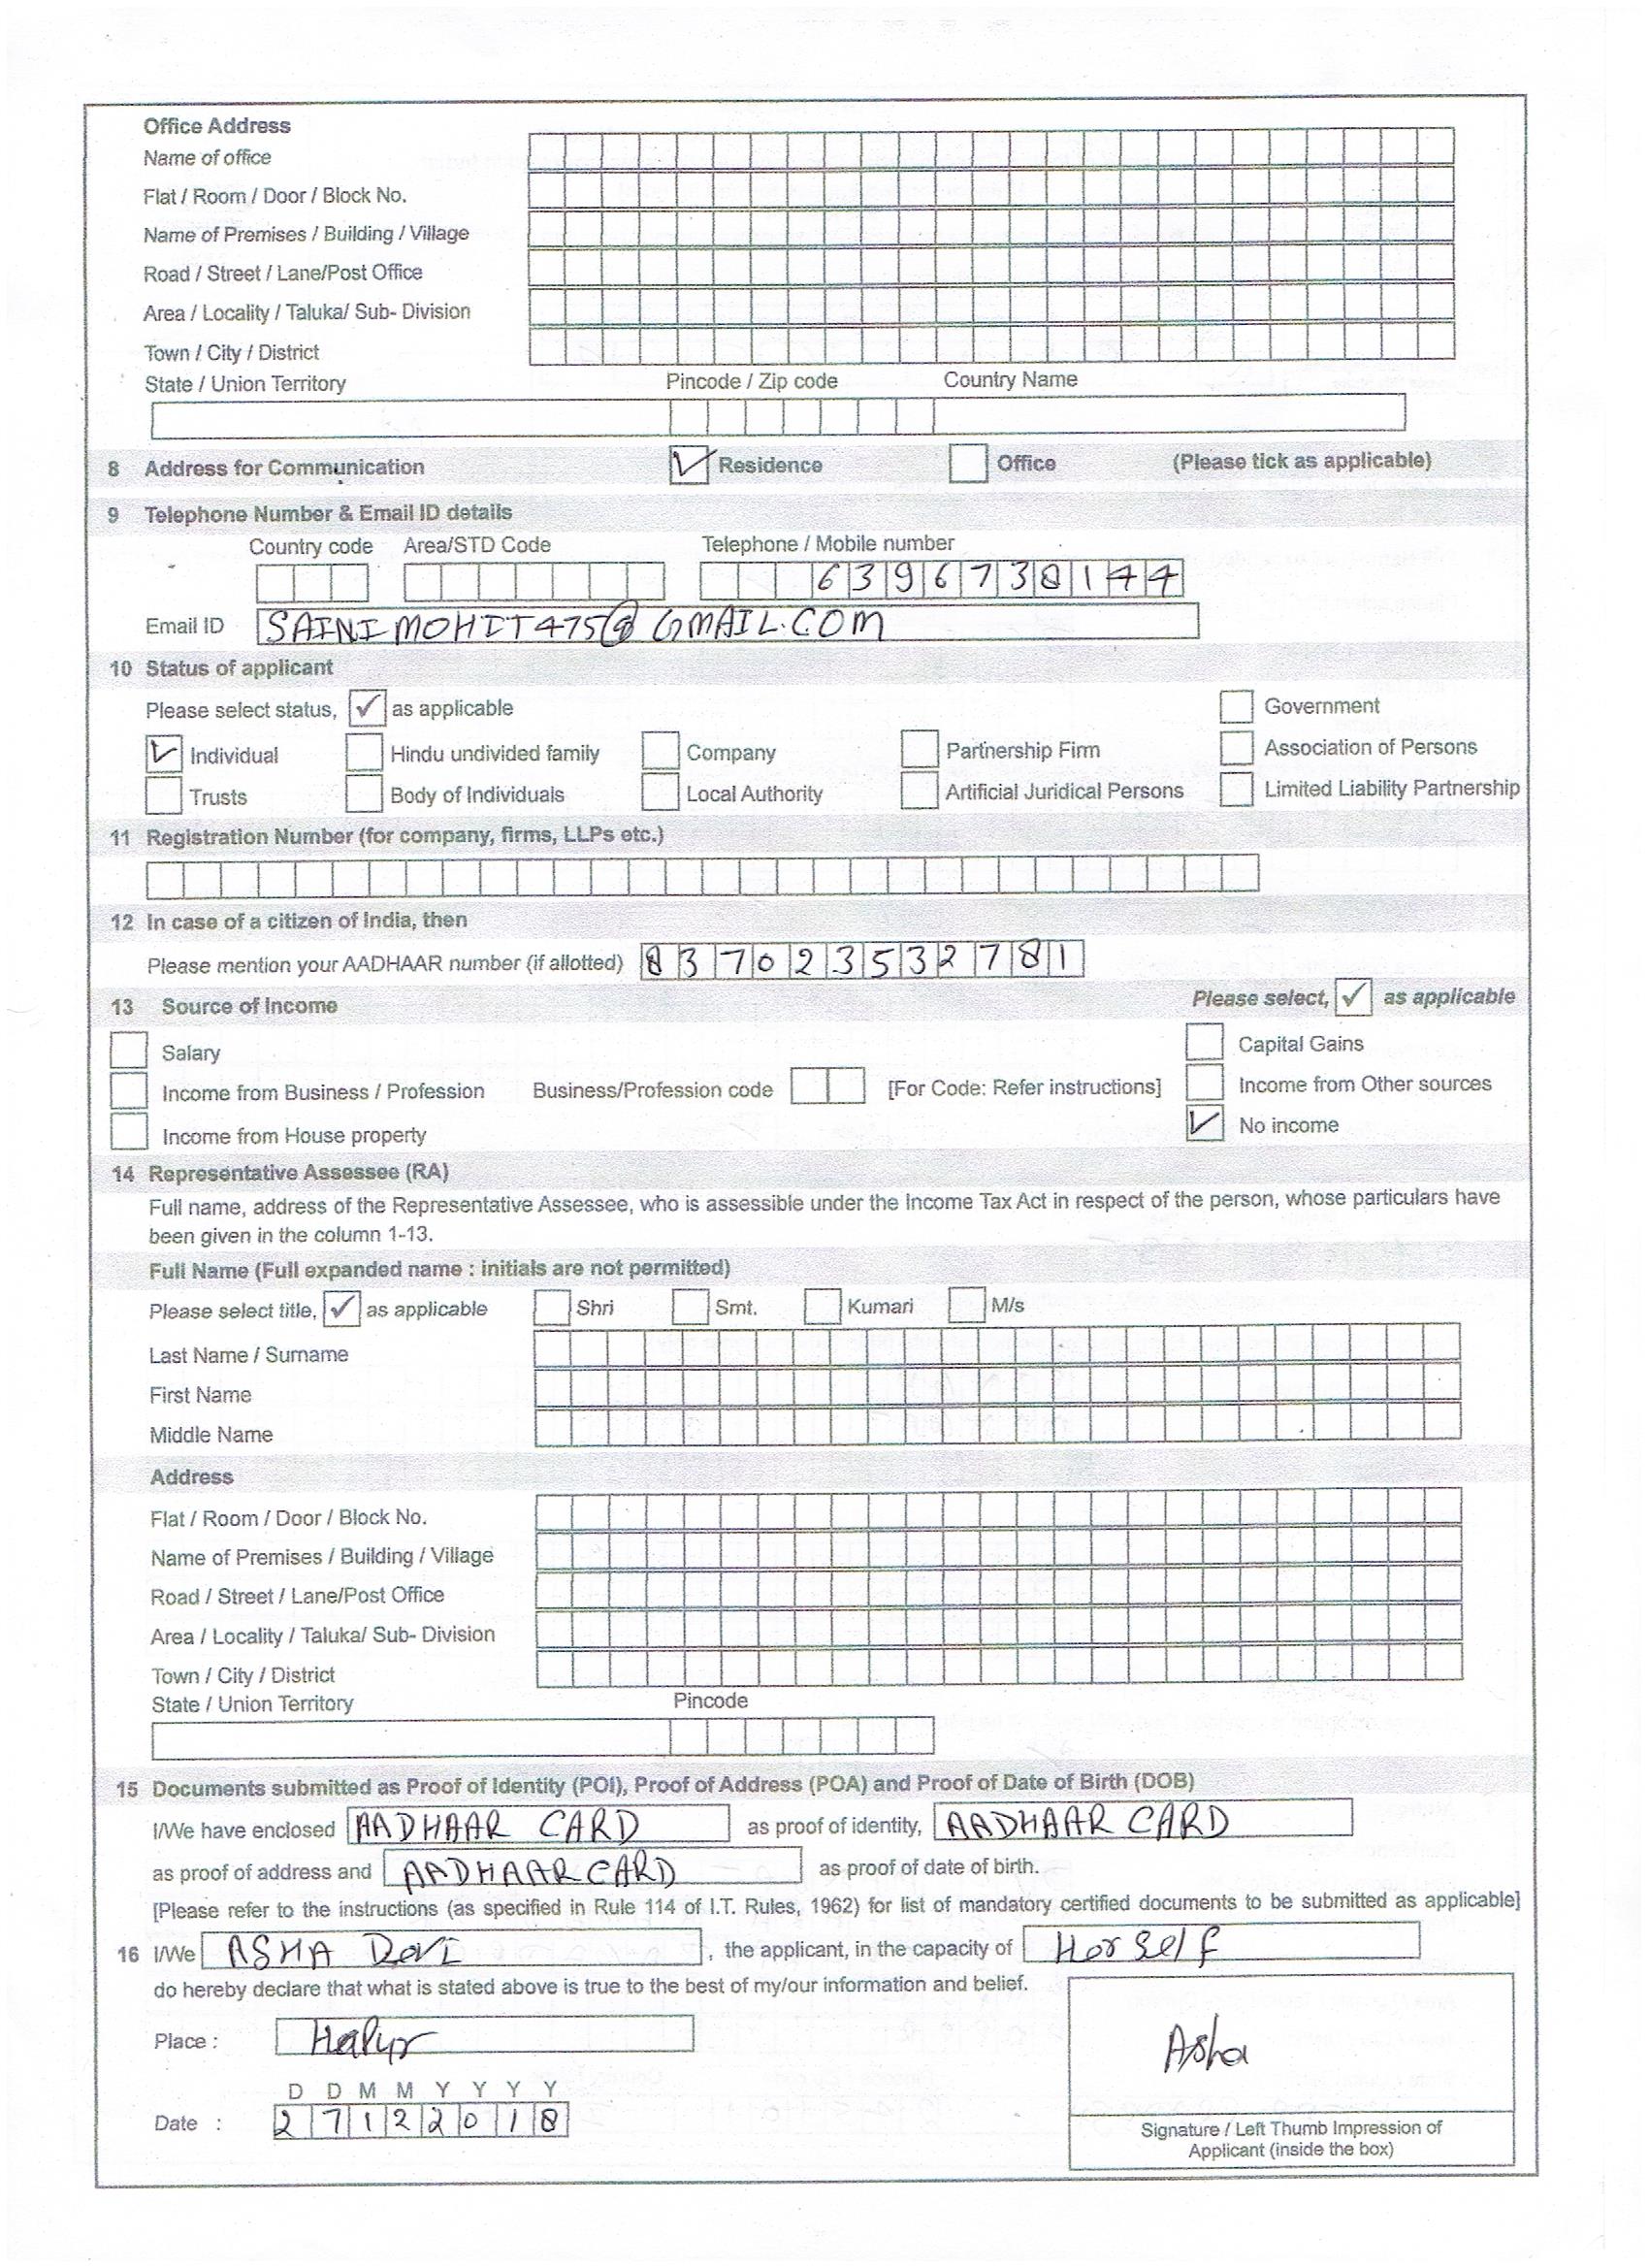 Office Address
Name of office
Flat / Room / Door / Block No.
Name of Premises / Building / Village
Road / Street / Lane/Post Office
Area / Locality / Taluka/ Sub- Division
Town / City / District
State / Union Territory Pincode / Zip code Country Name
8 Address for Communication Residence Office (Please tick as applicable)
9 Telephone Number & Email ID details
Country code Area/STD Code Telephone / Mobile number
6396738144
Email ID SAINIMOHIT475@GMAIL.COM
10 Status of applicant
Please select status, ✓ as applicable Government
Individual Hindu undivided family Company Partnership Firm Association of Persons
Trusts Body of Individuals Local Authority Artificial Juridical Persons Limited Liability Partnership
11 Registration Number (for company, firms, LLPs etc.)
12 In case of a citizen of India, then
Please mention your AADHAAR number (if allotted) 837023532781
13 Source of Income Please select, ✓ as applicable
Salary Capital Gains
Income from Business / Profession Business/Profession code [For Code: Refer instructions] Income from Other sources
Income from House property No income
14 Representative Assessee (RA)
Full name, address of the Representative Assessee, who is assessible under the Income Tax Act in respect of the person, whose particulars have
been given in the column 1-13.
Full Name (Full expanded name : initials are not permitted)
Please select title, ✓ as applicable Shri Smt. Kumari M/s
Last Name / Surname
First Name
Middle Name
Address
Flat / Room / Door / Block No.
Name of Premises / Building / Village
Road / Street / Lane/Post Office
Area / Locality / Taluka/ Sub- Division
Town / City / District
State / Union Territory Pincode
15 Documents submitted as Proof of Identity (POI), Proof of Address (POA) and Proof of Date of Birth (DOB)
I/We have enclosed AADHAAR CARD as proof of identity, AADHAAR CARD
as proof of address and AADHAAR CARD as proof of date of birth.
[Please refer to the instructions (as specified in Rule 114 of I.T. Rules, 1962) for list of mandatory certified documents to be submitted as applicable]
16 I/We ASHA DevI , the applicant, in the capacity of HerSelf
do hereby declare that what is stated above is true to the best of my/our information and belief.
Place : Hapur
Asha
D D M M Y Y Y Y
Date : 27122018
Signature / Left Thumb Impression of
Applicant (inside the box)